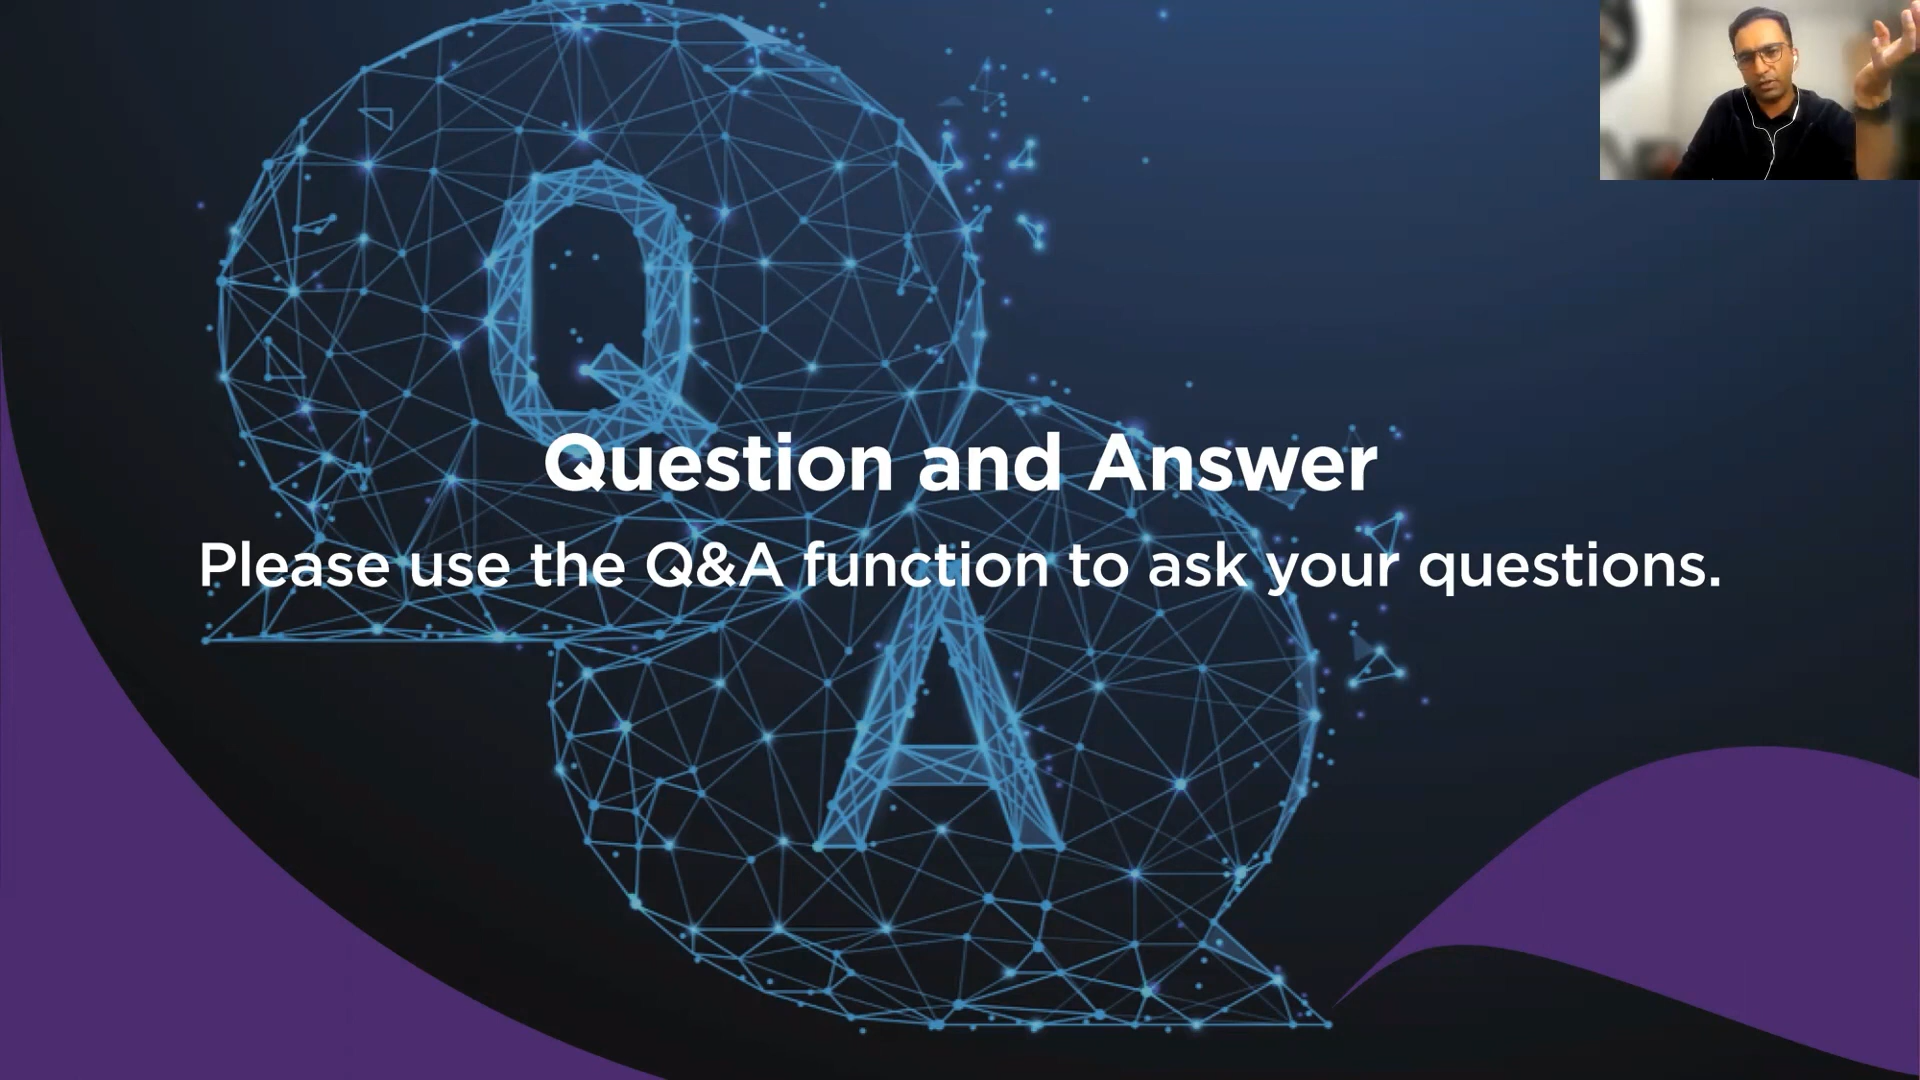 Q
Question and Answer
Please use the Q&A function to ask your questions.
A